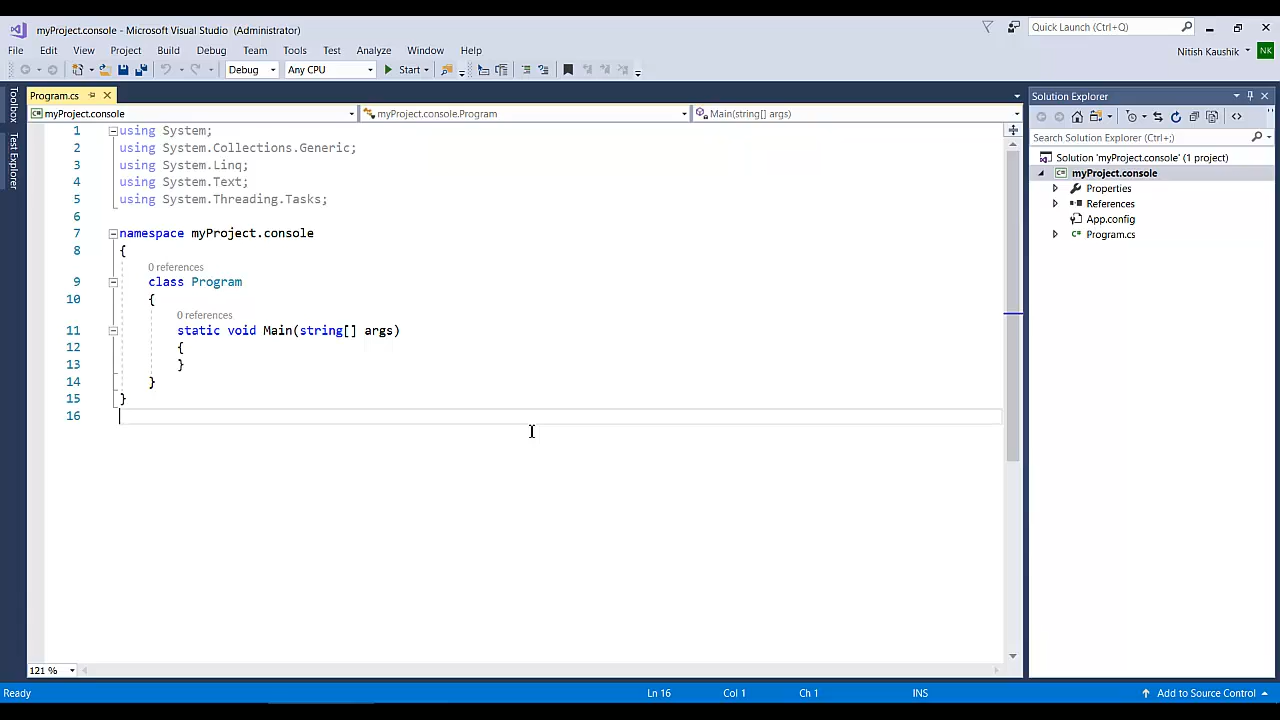 myProject.console - Microsoft Visual Studio (Administrator)
Quick Launch (Ctrl+Q)
File Edit View Project Build Debug Team Tools Test Analyze Window Help
Nitish Kaushik NK
Debug Any CPU Start
Toolbox
Test Explorer
Program.cs
myProject.console myProject.console.Program Main(string[] args)
1 using System;
2 using System.Collections.Generic;
3 using System.Linq;
4 using System.Text;
5 using System.Threading.Tasks;
6
7 namespace myProject.console
8 {
0 references
9 class Program
10 {
0 references
11 static void Main(string[] args)
12 {
13 }
14 }
15 }
16
121 %
Solution Explorer
Search Solution Explorer (Ctrl+;)
Solution 'myProject.console' (1 project)
myProject.console
Properties
References
App.config
Program.cs
Ready Ln 16 Col 1 Ch 1 INS Add to Source Control